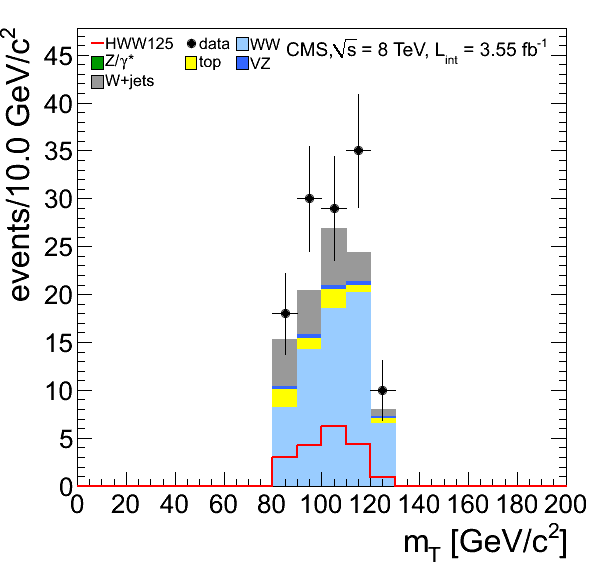 HWW125 data WW CMS,√s = 8 TeV, L_int = 3.55 fb⁻¹
Z/γ* top VZ
W+jets
events/10.0 GeV/c²
45
40
35
30
25
20
15
10
5
0
0 20 40 60 80 100 120 140 160 180 200
m_T [GeV/c²]